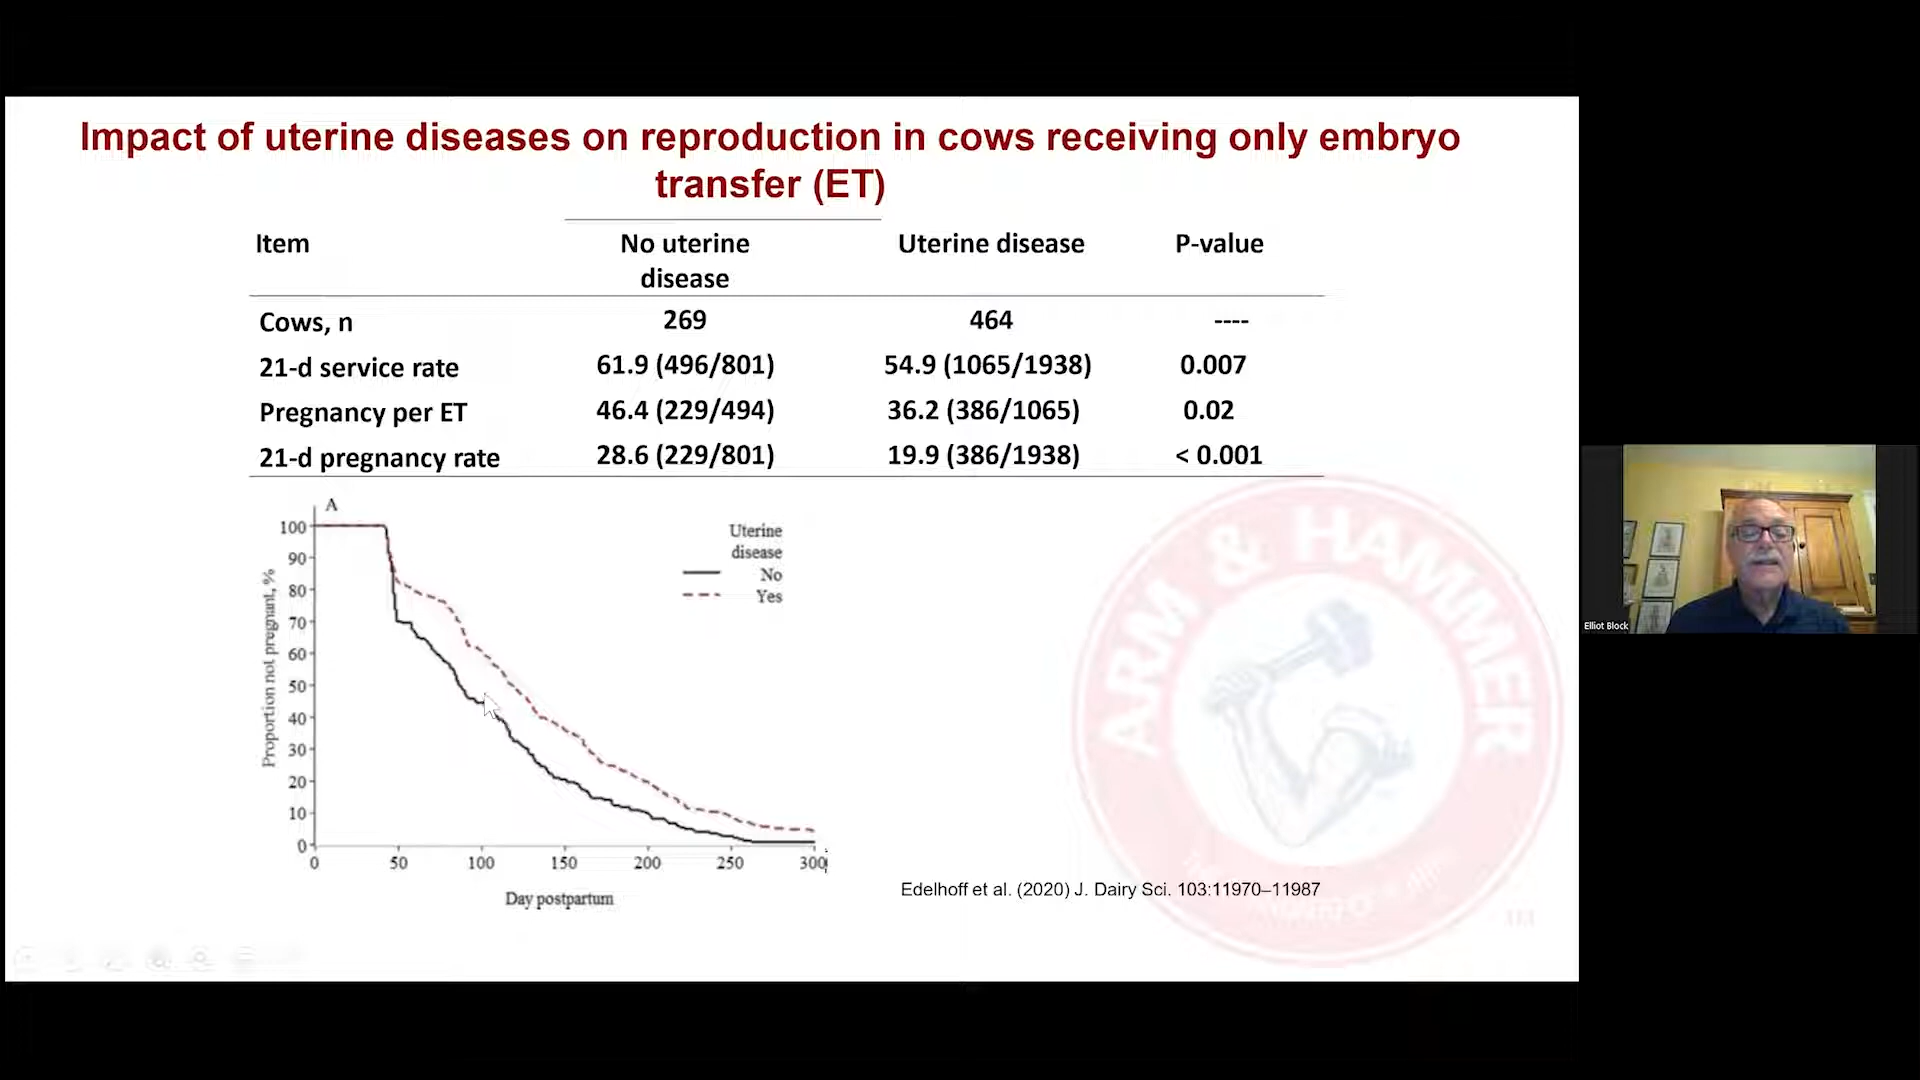 Impact of uterine diseases on reproduction in cows receiving only embryo
transfer (ET)
Item No uterine disease Uterine disease P-value
Cows, n 269 464 ----
21-d service rate 61.9 (496/801) 54.9 (1065/1938) 0.007
Pregnancy per ET 46.4 (229/494) 36.2 (386/1065) 0.02
21-d pregnancy rate 28.6 (229/801) 19.9 (386/1938) < 0.001
A
Uterine
disease
No
Yes
Proportion not pregnant, %
100
90
80
70
60
50
40
30
20
10
0
0 50 100 150 200 250 300
Day postpartum
ARM & HAMMER
Edelhoff et al. (2020) J. Dairy Sci. 103:11970–11987
Elliot Block